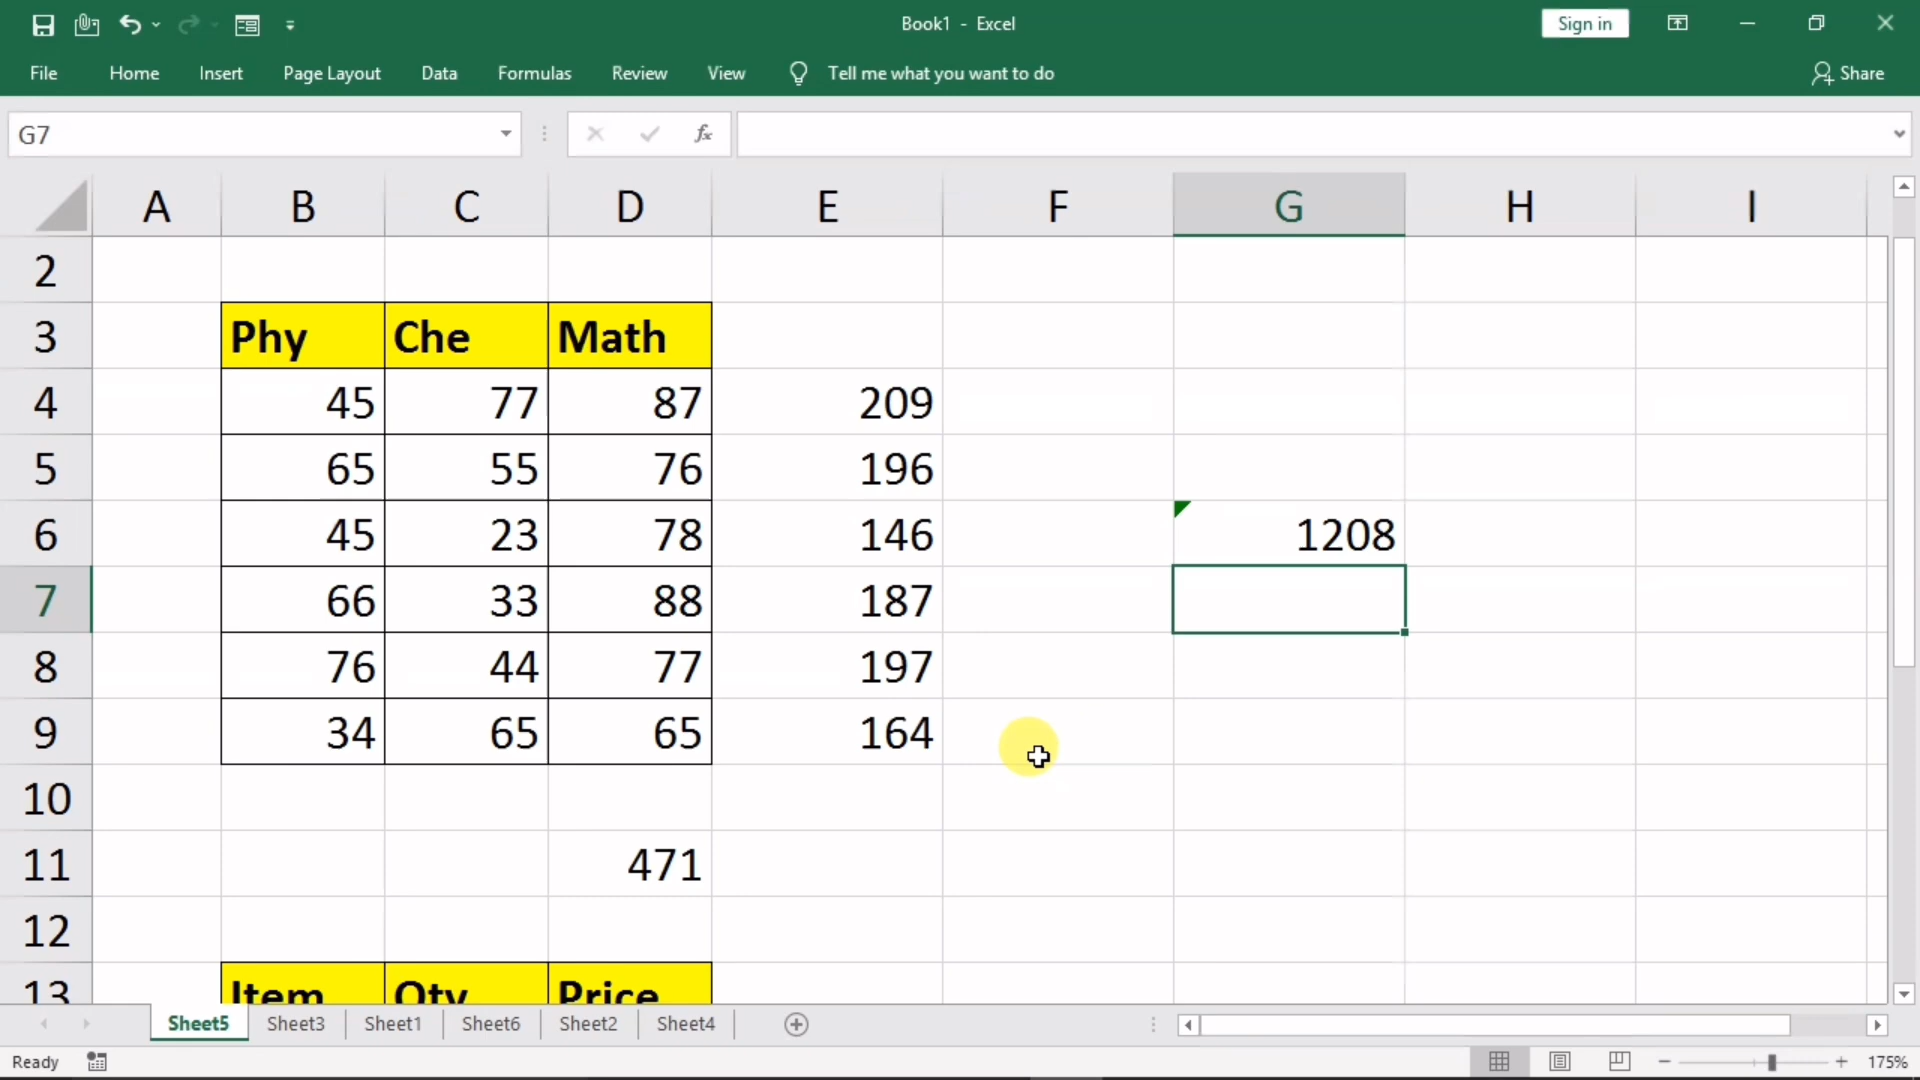 Book1 - Excel
Sign in
File Home Insert Page Layout Data Formulas Review View Tell me what you want to do Share
G7 fx
A B C D E F G H I
2
3 Phy Che Math
4 45 77 87 209
5 65 55 76 196
6 45 23 78 146 1208
7 66 33 88 187
8 76 44 77 197
9 34 65 65 164
10
11 471
12
13 Item Qty Price
Sheet5 Sheet3 Sheet1 Sheet6 Sheet2 Sheet4
Ready 175%